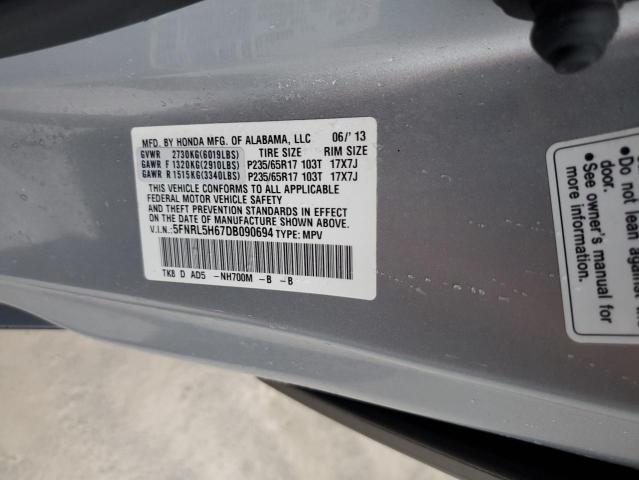 MFD. BY HONDA MFG. OF ALABAMA, LLC 06/'13
GVWR 2730KG(6019LBS) TIRE SIZE RIM SIZE
GAWR F 1320KG(2910LBS) P235/65R17 103T 17X7J
GAWR R 1515KG(3340LBS) P235/65R17 103T 17X7J
THIS VEHICLE CONFORMS TO ALL APPLICABLE
FEDERAL MOTOR VEHICLE SAFETY
AND THEFT PREVENTION STANDARDS IN EFFECT
ON THE DATE OF MANUFACTURE SHOWN ABOVE.
V.I.N.: 5FNRL5H67DB090694 TYPE: MPV
TK8 D AD5 -NH700M -B -B
door.
•Do not lean against
•See owner's manual for
more information.